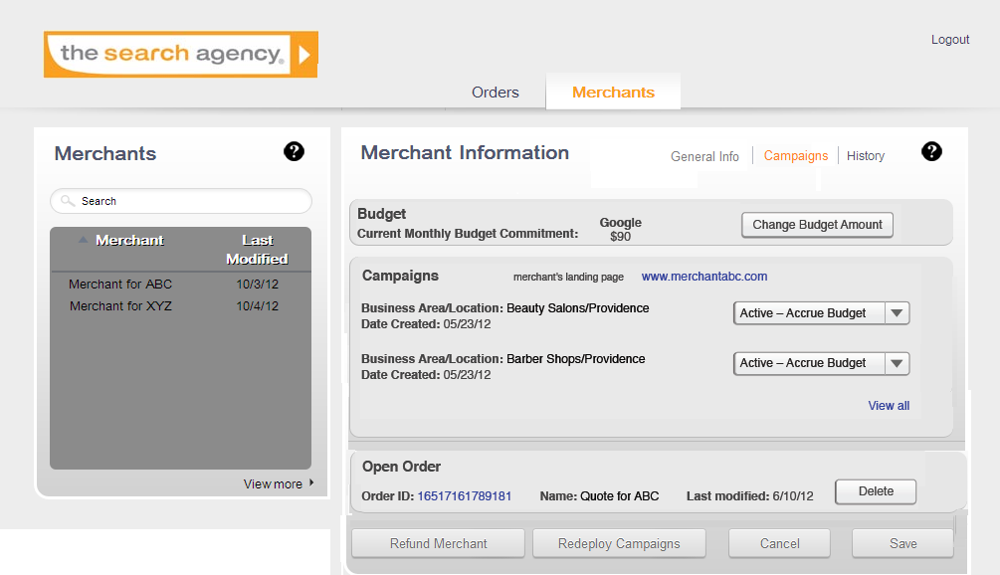 the search agency®
Logout
Orders
Merchants
Merchants
?
Search
Merchant
Last Modified
Merchant for ABC 10/3/12
Merchant for XYZ 10/4/12
View more
Merchant Information
General Info
Campaigns
History
?
Budget
Current Monthly Budget Commitment:
Google
$90
Change Budget Amount
Campaigns
merchant's landing page
www.merchantabc.com
Business Area/Location: Beauty Salons/Providence
Date Created: 05/23/12
Active – Accrue Budget
Business Area/Location: Barber Shops/Providence
Date Created: 05/23/12
Active – Accrue Budget
View all
Open Order
Order ID: 16517161789181 Name: Quote for ABC Last modified: 6/10/12
Delete
Refund Merchant
Redeploy Campaigns
Cancel
Save